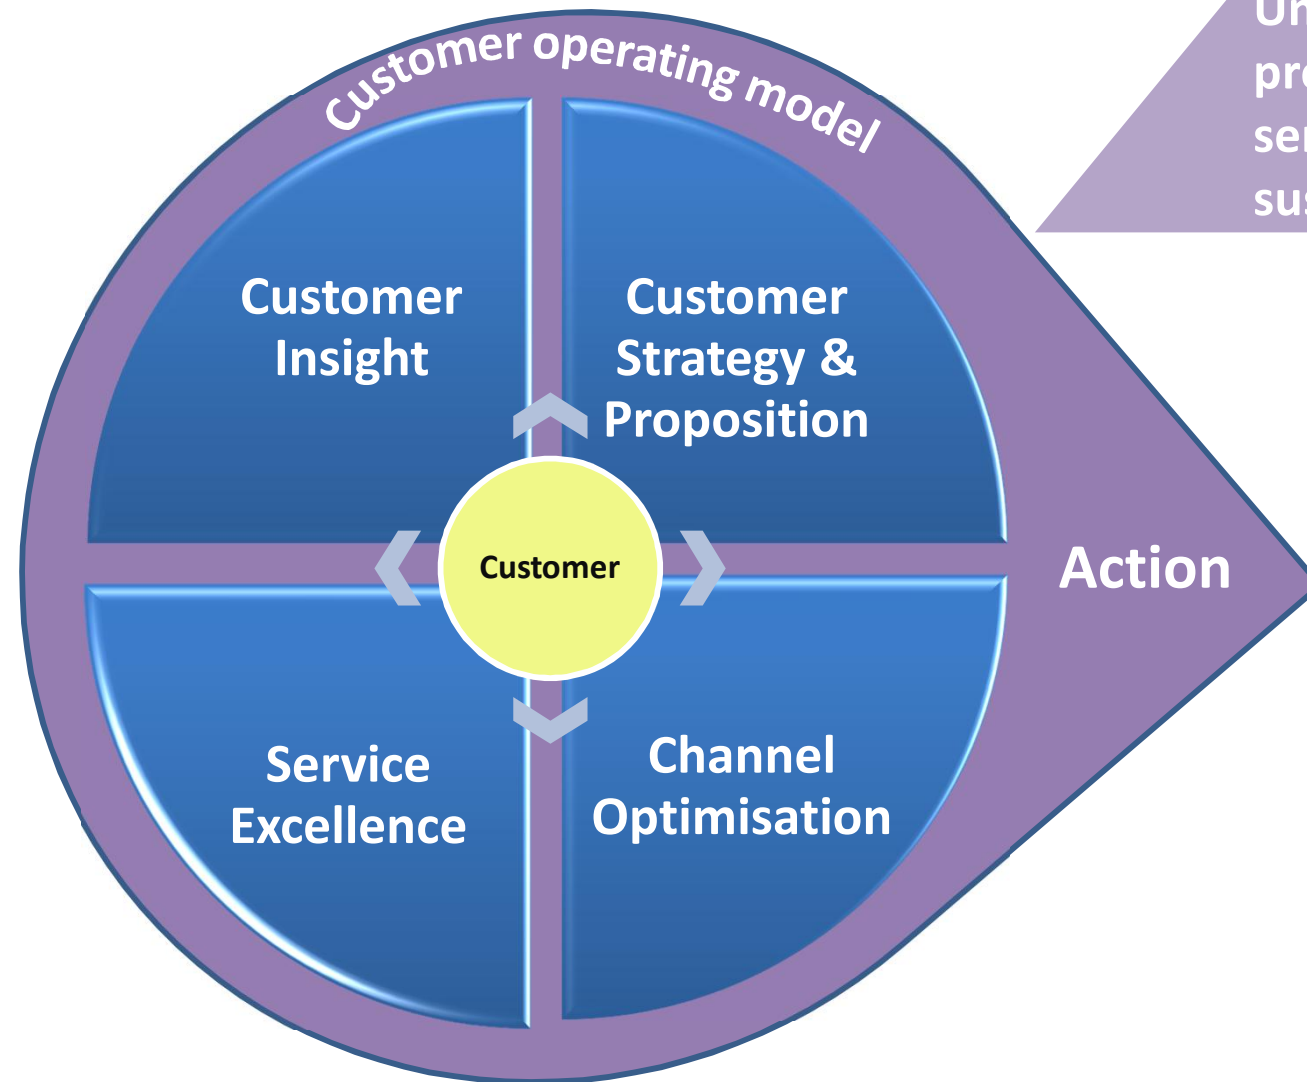 Customer operating model
Customer
Insight
Customer
Strategy &
Proposition
Customer
Action
Service
Excellence
Channel
Optimisation